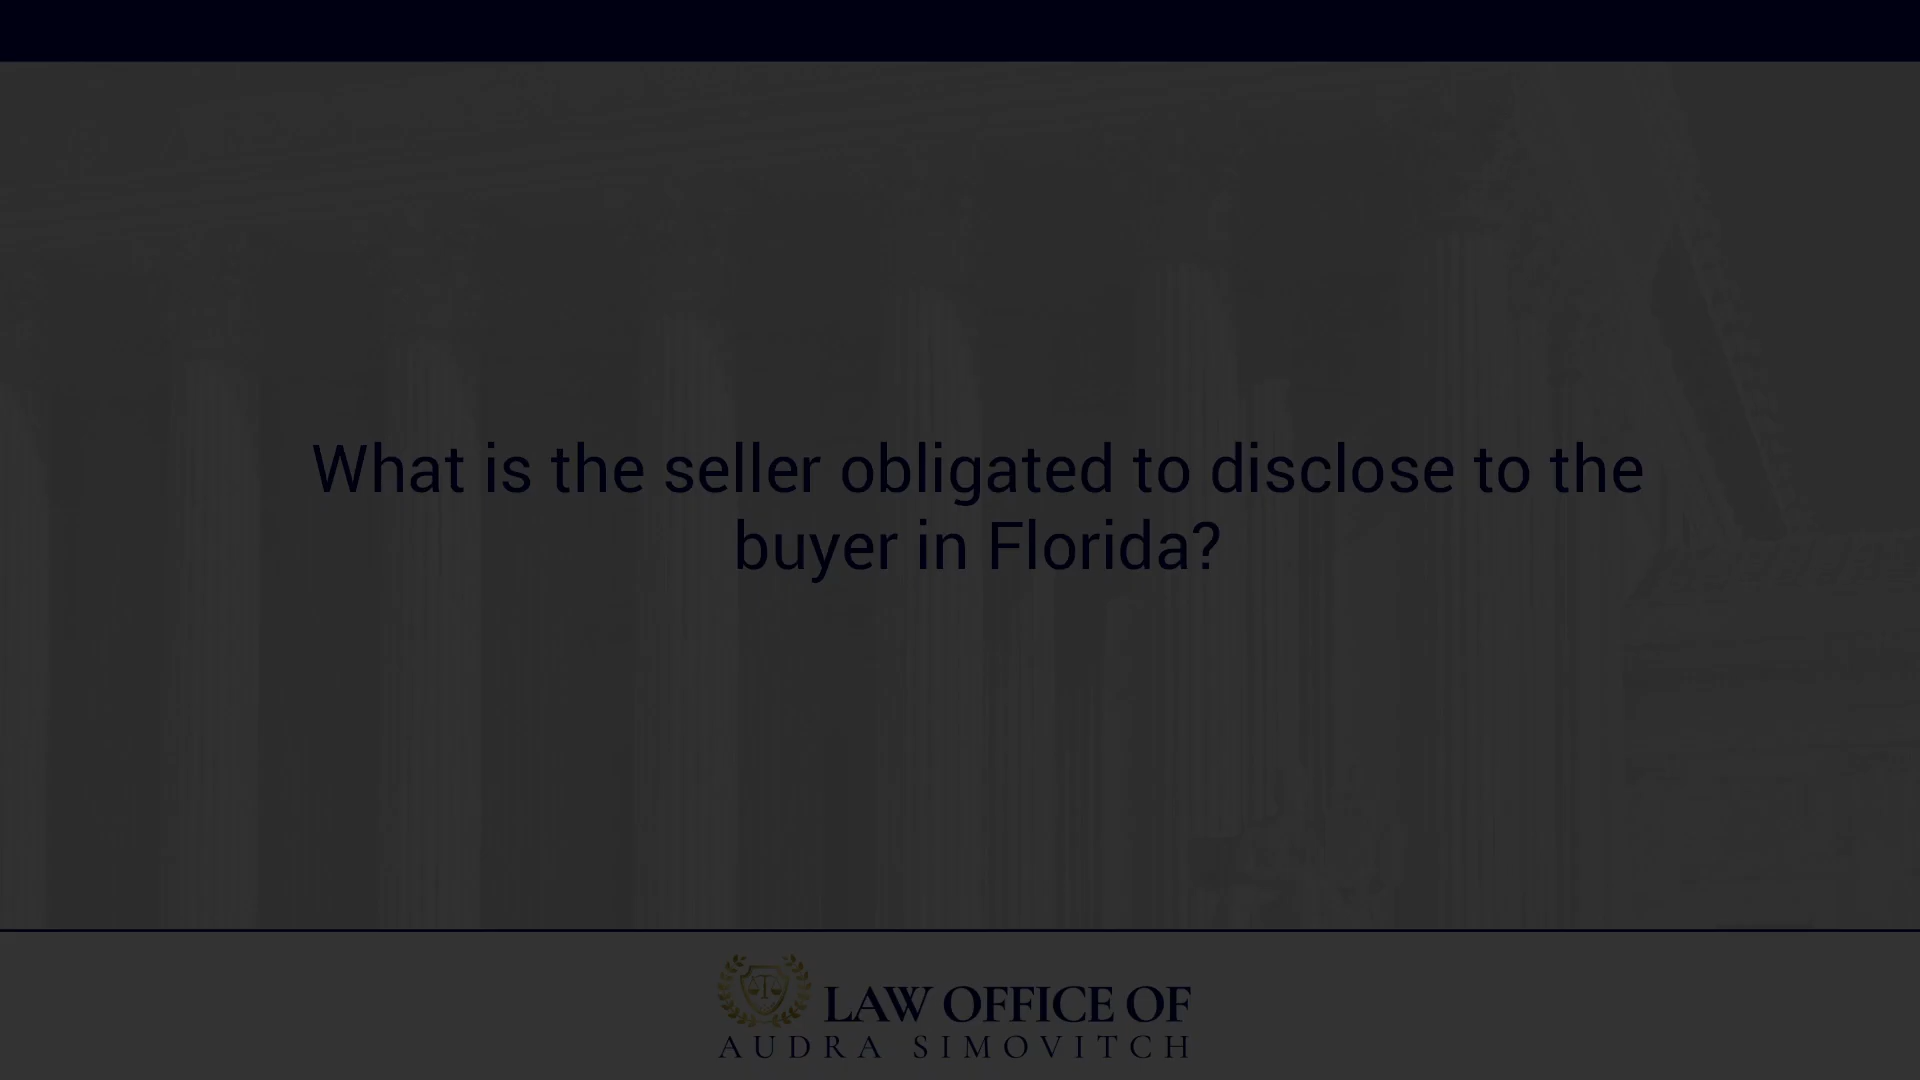 What is the seller obligated to disclose to the
buyer in Florida?
LAW OFFICE OF
AUDRA SIMOVITCH